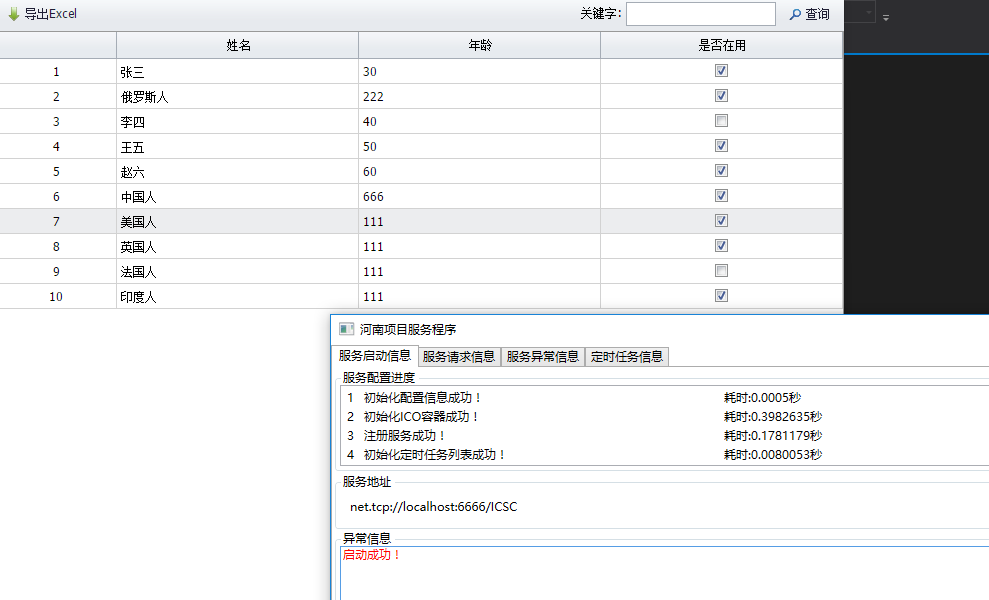 导出Excel 关键字: 查询
姓名 年龄 是否在用
1 张三 30
2 俄罗斯人 222
3 李四 40
4 王五 50
5 赵六 60
6 中国人 666
7 美国人 111
8 英国人 111
9 法国人 111
10 印度人 111
河南项目服务程序
服务启动信息 服务请求信息 服务异常信息 定时任务信息
服务配置进度
1 初始化配置信息成功！ 耗时:0.0005秒
2 初始化ICO容器成功！ 耗时:0.3982635秒
3 注册服务成功！ 耗时:0.1781179秒
4 初始化定时任务列表成功！ 耗时:0.0080053秒
服务地址
net.tcp://localhost:6666/ICSC
异常信息
启动成功！